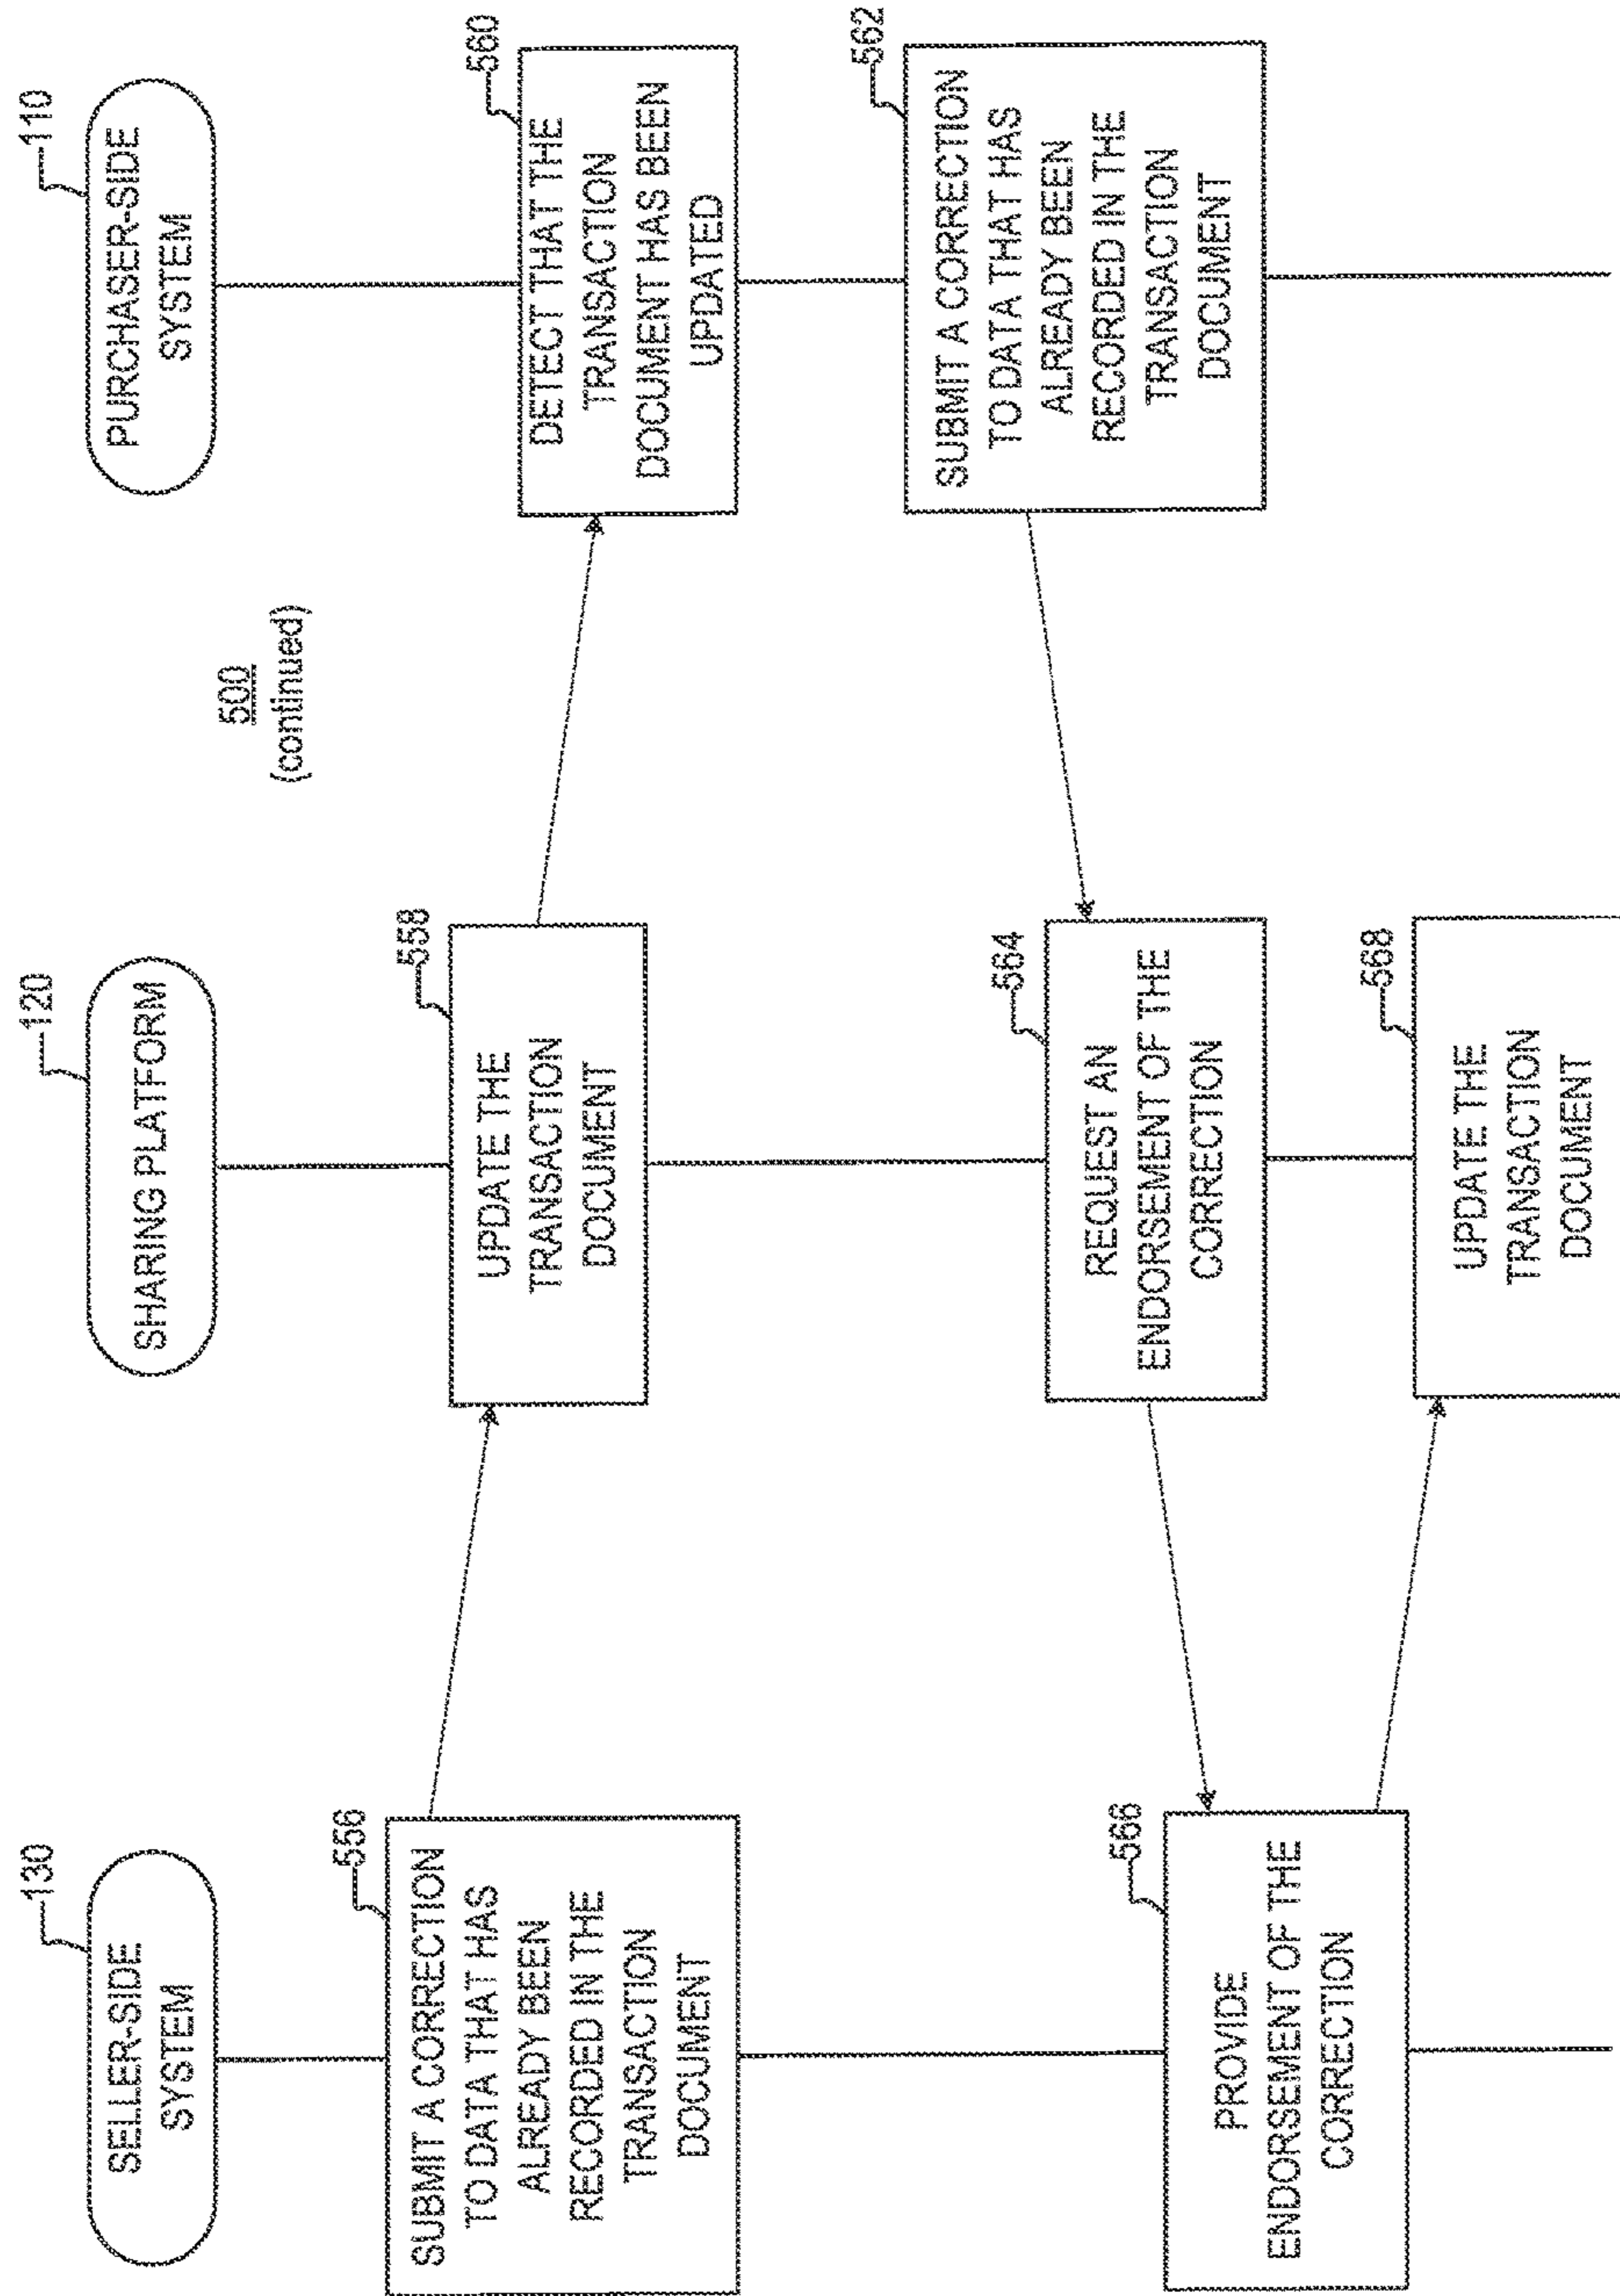 500
(continued)
130
SELLER-SIDE
SYSTEM
120
SHARING PLATFORM
110
PURCHASER-SIDE
SYSTEM
556
SUBMIT A CORRECTION
TO DATA THAT HAS
ALREADY BEEN
RECORDED IN THE
TRANSACTION
DOCUMENT
558
UPDATE THE
TRANSACTION
DOCUMENT
560
DETECT THAT THE
TRANSACTION
DOCUMENT HAS BEEN
UPDATED
562
SUBMIT A CORRECTION
TO DATA THAT HAS
ALREADY BEEN
RECORDED IN THE
TRANSACTION
DOCUMENT
564
REQUEST AN
ENDORSEMENT OF THE
CORRECTION
566
PROVIDE
ENDORSEMENT OF THE
CORRECTION
568
UPDATE THE
TRANSACTION
DOCUMENT